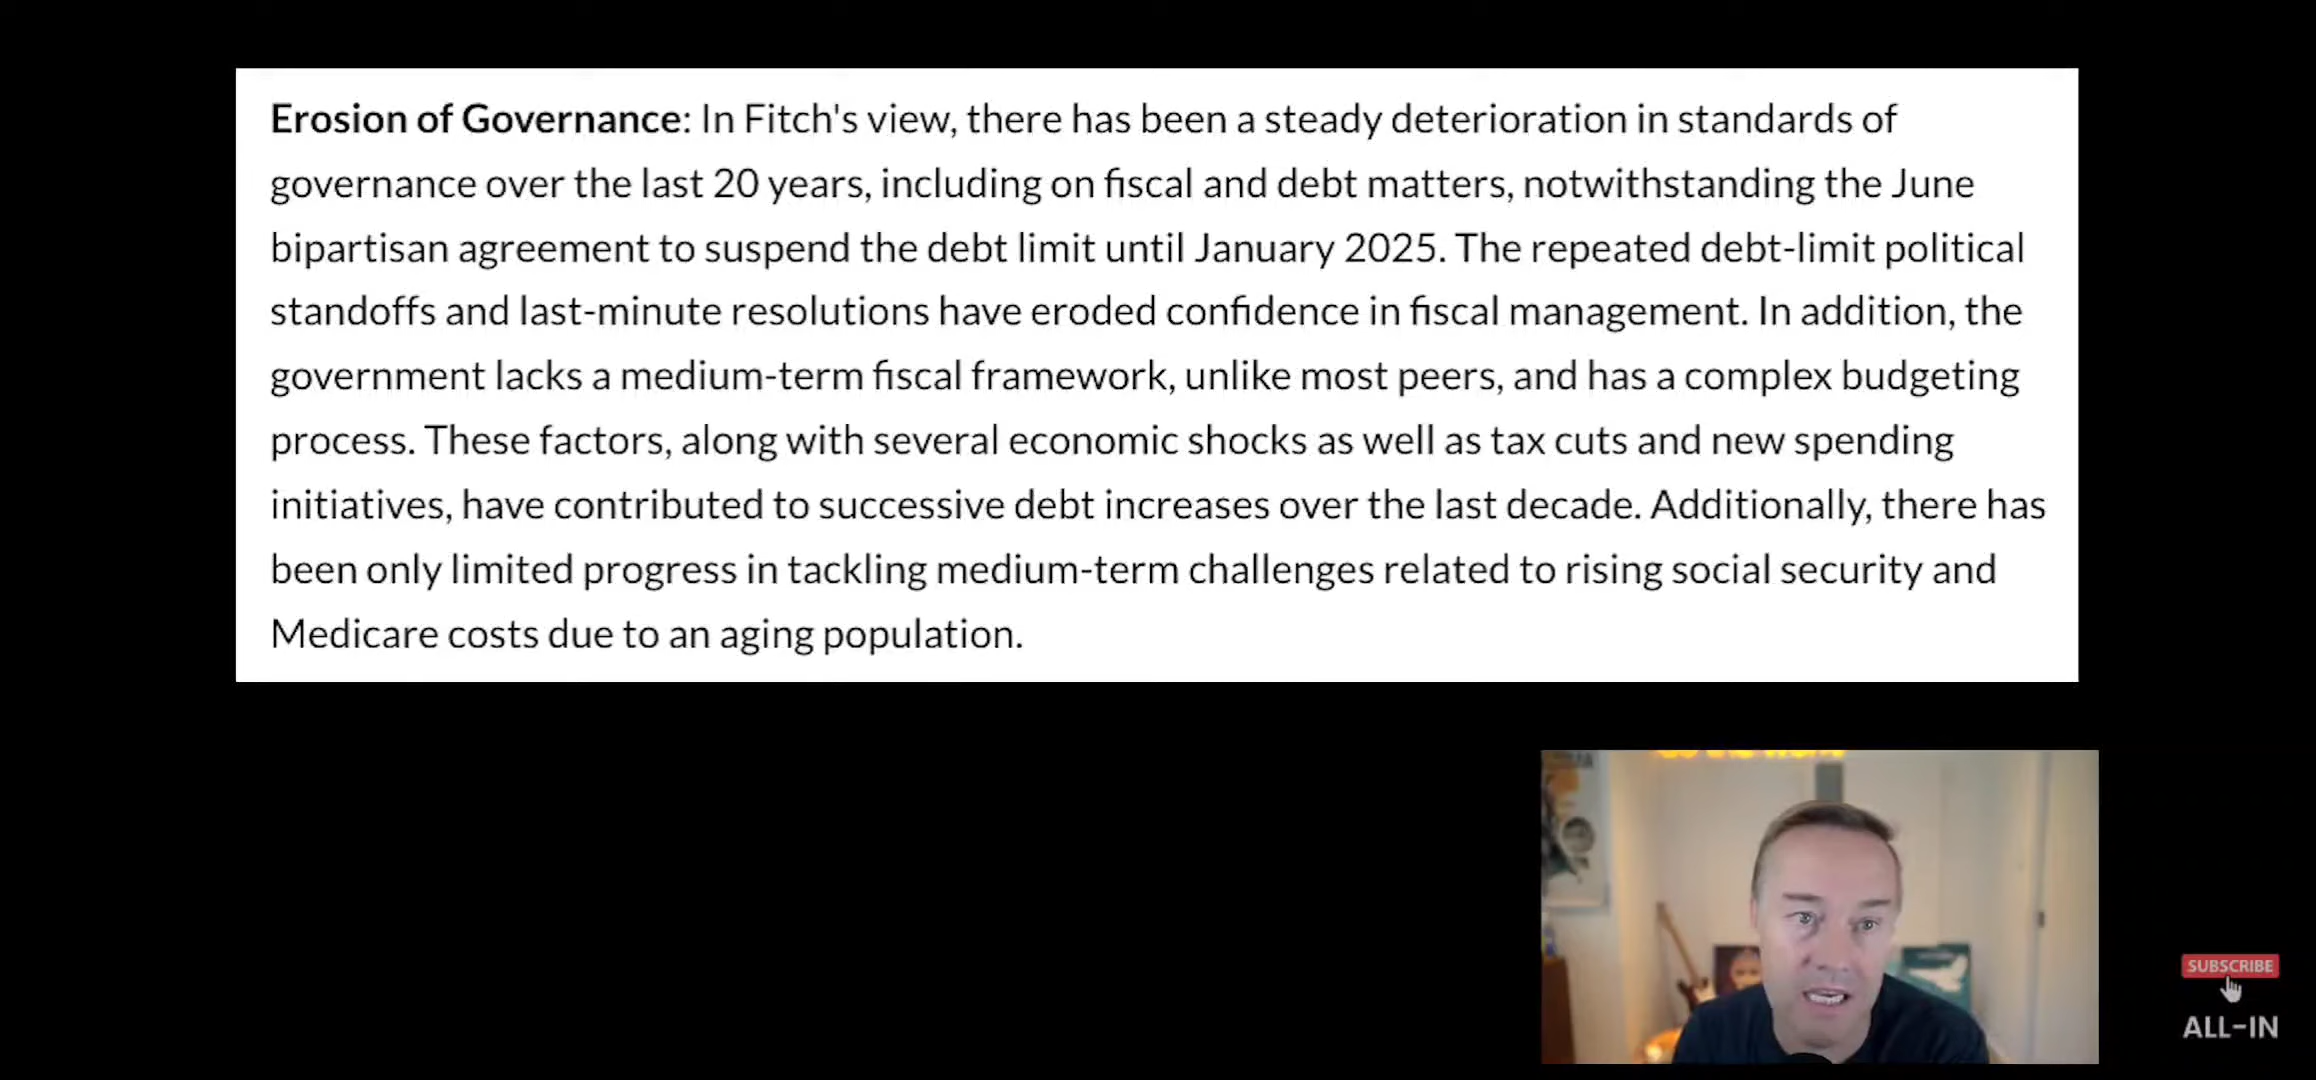 Erosion of Governance: In Fitch's view, there has been a steady deterioration in standards of
governance over the last 20 years, including on fiscal and debt matters, notwithstanding the June
bipartisan agreement to suspend the debt limit until January 2025. The repeated debt-limit political
standoffs and last-minute resolutions have eroded confidence in fiscal management. In addition, the
government lacks a medium-term fiscal framework, unlike most peers, and has a complex budgeting
process. These factors, along with several economic shocks as well as tax cuts and new spending
initiatives, have contributed to successive debt increases over the last decade. Additionally, there has
been only limited progress in tackling medium-term challenges related to rising social security and
Medicare costs due to an aging population.
SUBSCRIBE
ALL-IN